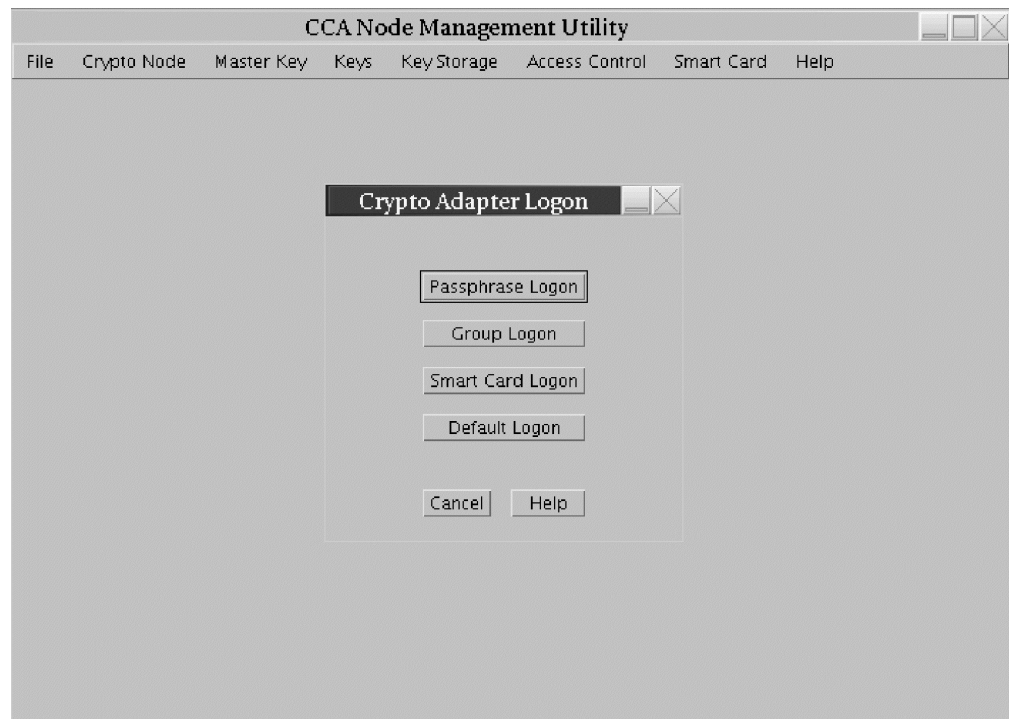 CCA Node Management Utility
File Crypto Node Master Key Keys Key Storage Access Control Smart Card Help
Crypto Adapter Logon
Passphrase Logon
Group Logon
Smart Card Logon
Default Logon
Cancel Help